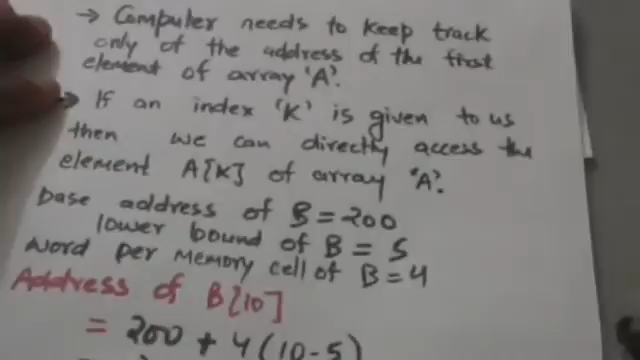 → Computer needs to keep track
only of the address of the first
element of array 'A'.
→ If an index 'K' is given to us
then we can directly access the
element A[K] of array 'A'.
base address of B = 200
lower bound of B = 5
word per memory cell of B = 4
Address of B[10]
= 200 + 4(10-5)